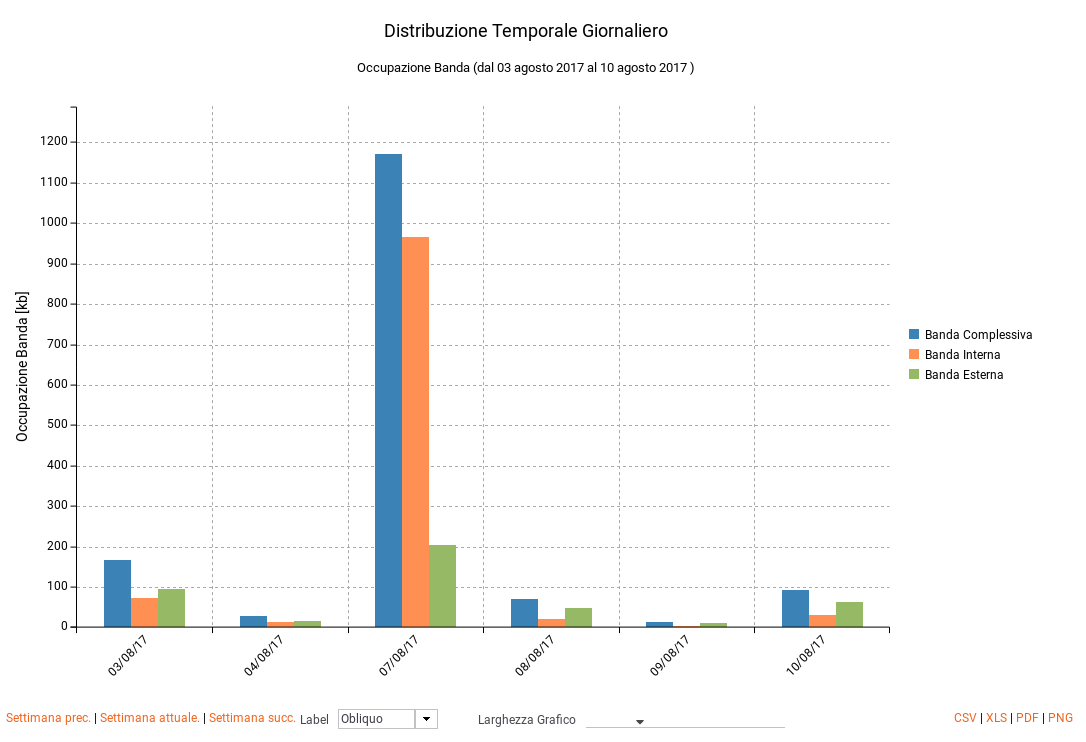 Distribuzione Temporale Giornaliero
Occupazione Banda (dal 03 agosto 2017 al 10 agosto 2017 )
Occupazione Banda [kb]
1200
1100
1000
900
800
700
600
500
400
300
200
100
0
03/08/17
04/08/17
07/08/17
08/08/17
09/08/17
10/08/17
Banda Complessiva
Banda Interna
Banda Esterna
Settimana prec. | Settimana attuale. | Settimana succ. Label Obliquo Larghezza Grafico CSV | XLS | PDF | PNG